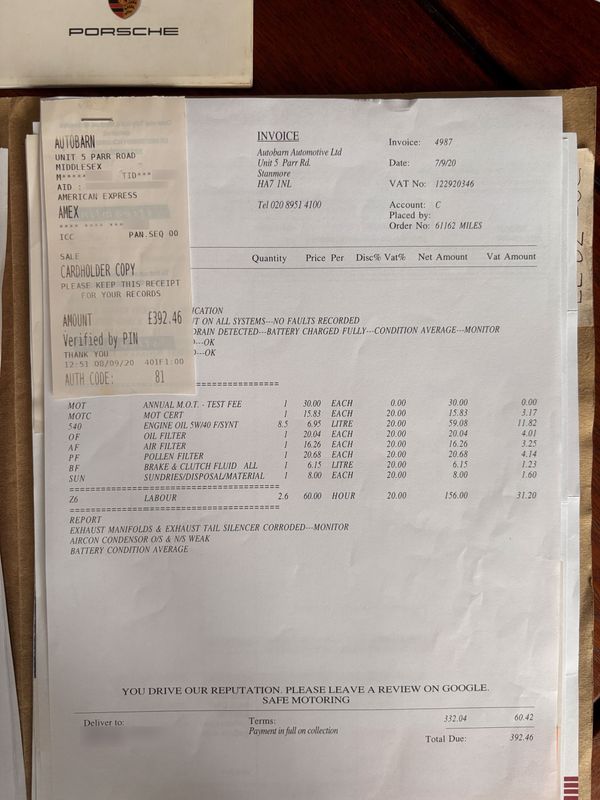 PORSCHE
AUTOBARN
UNIT 5 PARR ROAD
MIDDLESEX
M***** TID***
AID :
AMERICAN EXPRESS
AMEX
**** **** **** ***
ICC PAN.SEQ 00
SALE
CARDHOLDER COPY
PLEASE KEEP THIS RECEIPT
FOR YOUR RECORDS
AMOUNT £392.46
Verified by PIN
THANK YOU
12:53 08/09/20 401F1:00
AUTH CODE: 81
INVOICE
Autobarn Automotive Ltd
Unit 5 Parr Rd.
Stanmore
HA7 1NL
Tel 020 8951 4100
Invoice: 4987
Date: 7/9/20
VAT No: 122920346
Account: C
Placed by:
Order No: 61162 MILES
Quantity Price Per Disc% Vat% Net Amount Vat Amount
ICATION
T ON ALL SYSTEMS---NO FAULTS RECORDED
DRAIN DETECTED---BATTERY CHARGED FULLY---CONDITION AVERAGE---MONITOR
---OK
---OK
MOT ANNUAL M.O.T. - TEST FEE 1 30.00 EACH 0.00 30.00 0.00
MOTC MOT CERT 1 15.83 EACH 20.00 15.83 3.17
540 ENGINE OIL 5W/40 F/SYNT 8.5 6.95 LITRE 20.00 59.08 11.82
OF OIL FILTER 1 20.04 EACH 20.00 20.04 4.01
AF AIR FILTER 1 16.26 EACH 20.00 16.26 3.25
PF POLLEN FILTER 1 20.68 EACH 20.00 20.68 4.14
BF BRAKE & CLUTCH FLUID ALL 1 6.15 LITRE 20.00 6.15 1.23
SUN SUNDRIES/DISPOSAL/MATERIAL 1 8.00 EACH 20.00 8.00 1.60
Z6 LABOUR 2.6 60.00 HOUR 20.00 156.00 31.20
REPORT
EXHAUST MANIFOLDS & EXHAUST TAIL SILENCER CORRODED---MONITOR
AIRCON CONDENSOR O/S & N/S WEAK
BATTERY CONDITION AVERAGE
YOU DRIVE OUR REPUTATION. PLEASE LEAVE A REVIEW ON GOOGLE.
SAFE MOTORING
Deliver to: Terms: 332.04 60.42
Payment in full on collection
Total Due: 392.46